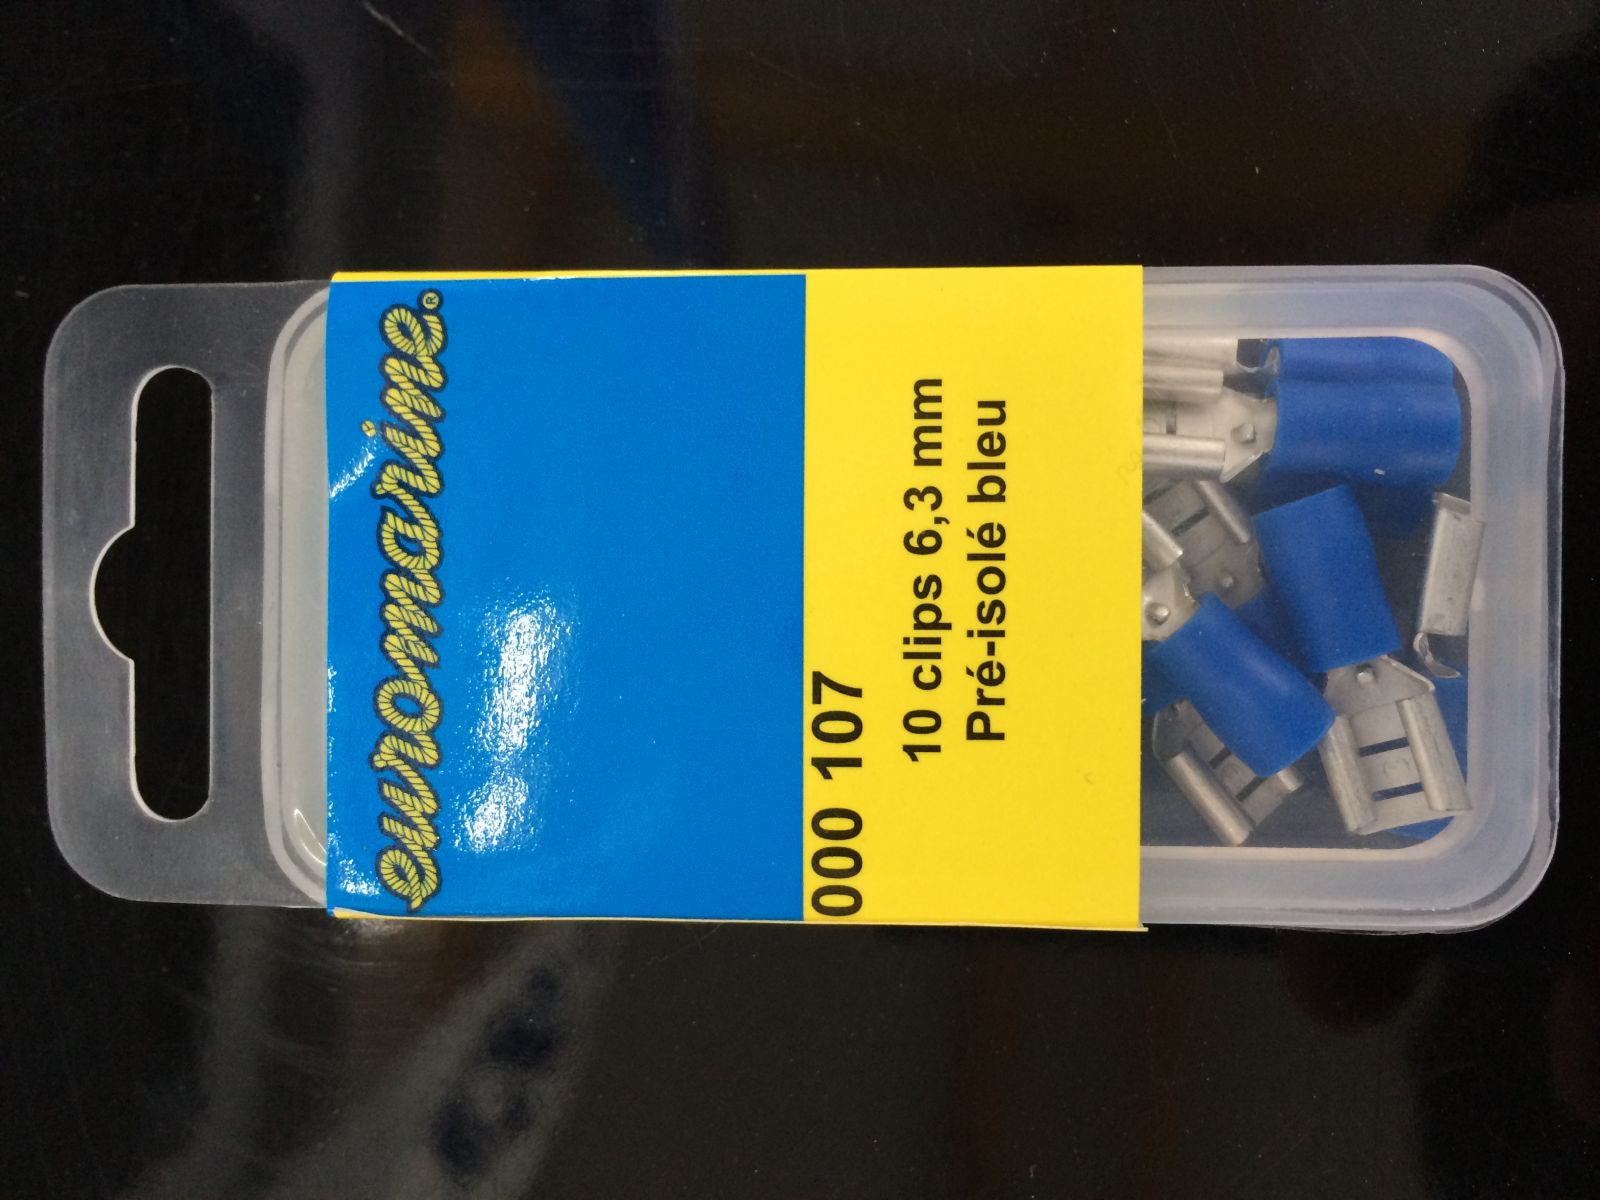 euromarine®
000 107
10 clips 6,3 mm
Pré-isolé bleu